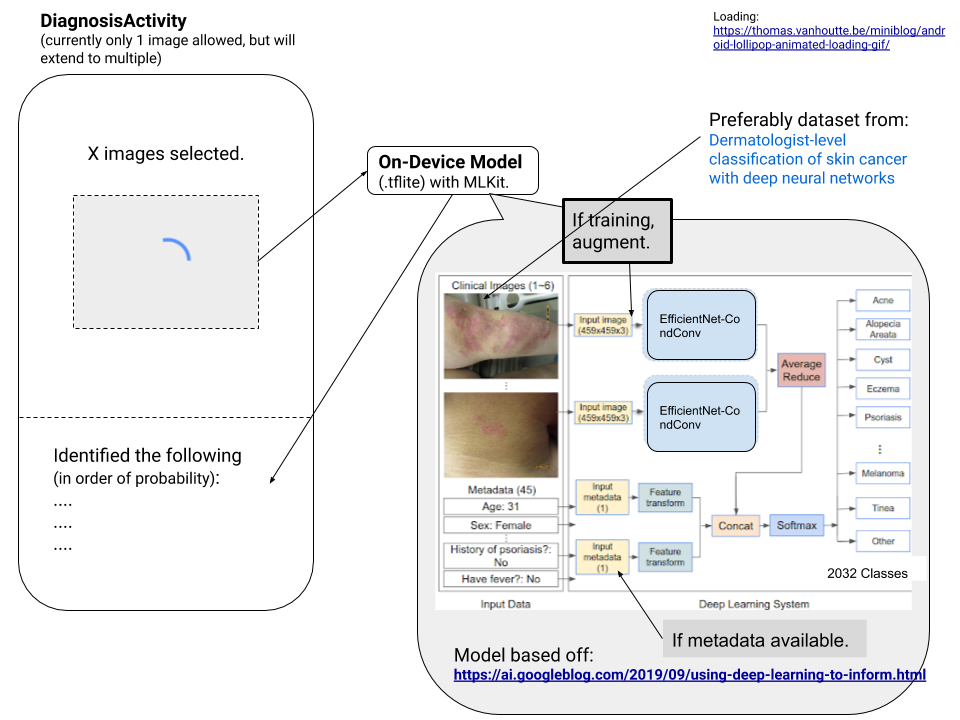 DiagnosisActivity
(currently only 1 image allowed, but will
extend to multiple)
Loading:
https://thomas.vanhoutte.be/miniblog/andr
oid-lollipop-animated-loading-gif/
X images selected.
Identified the following
(in order of probability):
....
....
....
On-Device Model
(.tflite) with MLKit.
Preferably dataset from:
Dermatologist-level
classification of skin cancer
with deep neural networks
If training,
augment.
Clinical Images (1~6)
Input image
(459x459x3)
EfficientNet-Co
ndConv
Input image
(459x459x3)
EfficientNet-Co
ndConv
Average
Reduce
Metadata (45)
Age: 31
Sex: Female
History of psoriasis?:
No
Have fever?: No
Input
metadata
(1)
Feature
transform
Input
metadata
(1)
Feature
transform
Concat
Softmax
Acne
Alopecia
Areata
Cyst
Eczema
Psoriasis
Melanoma
Tinea
Other
2032 Classes
Input Data
Deep Learning System
If metadata available.
Model based off:
https://ai.googleblog.com/2019/09/using-deep-learning-to-inform.html